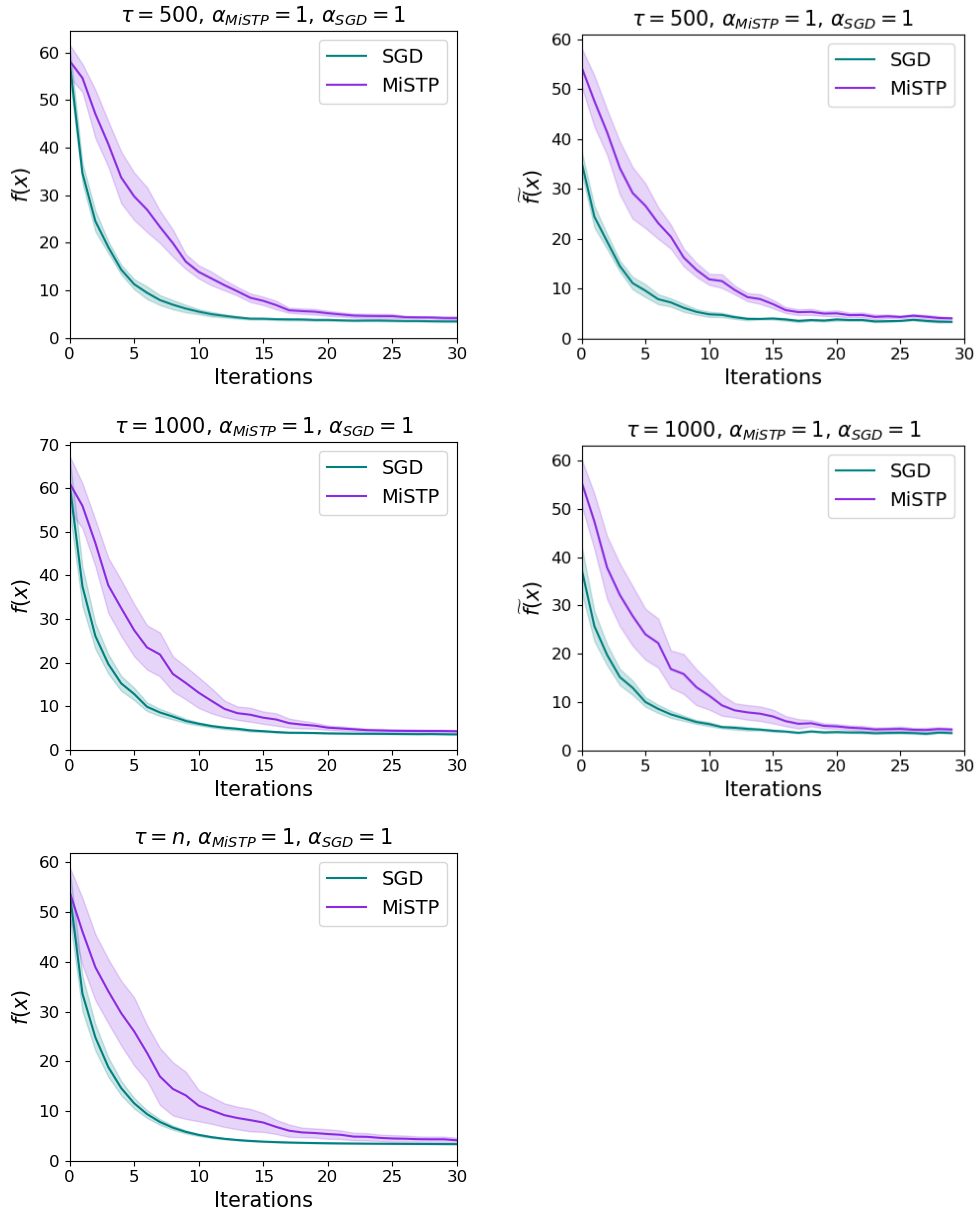 τ = 500, α_MiSTP = 1, α_SGD = 1
SGD
MiSTP
f(x)
60
50
40
30
20
10
0
0 5 10 15 20 25 30
Iterations
τ = 500, α_MiSTP = 1, α_SGD = 1
SGD
MiSTP
f̃(x)
60
50
40
30
20
10
0
0 5 10 15 20 25 30
Iterations
τ = 1000, α_MiSTP = 1, α_SGD = 1
SGD
MiSTP
f(x)
70
60
50
40
30
20
10
0
0 5 10 15 20 25 30
Iterations
τ = 1000, α_MiSTP = 1, α_SGD = 1
SGD
MiSTP
f̃(x)
60
50
40
30
20
10
0
0 5 10 15 20 25 30
Iterations
τ = n, α_MiSTP = 1, α_SGD = 1
SGD
MiSTP
f(x)
60
50
40
30
20
10
0
0 5 10 15 20 25 30
Iterations